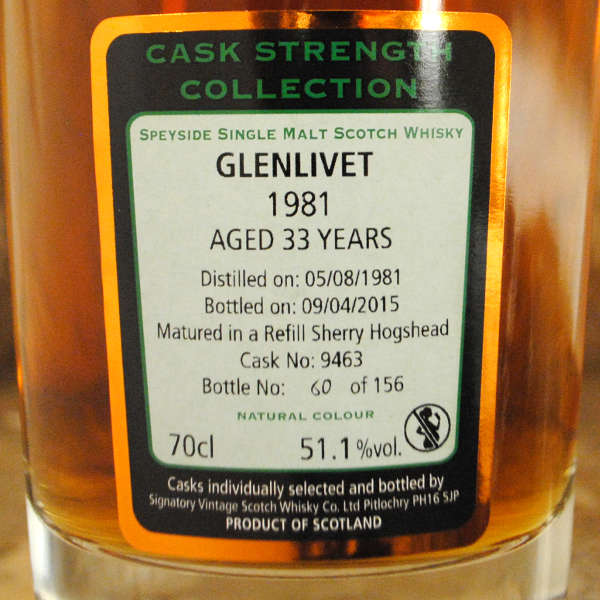 CASK STRENGTH
COLLECTION
SPEYSIDE SINGLE MALT SCOTCH WHISKY
GLENLIVET
1981
AGED 33 YEARS
Distilled on: 05/08/1981
Bottled on: 09/04/2015
Matured in a Refill Sherry Hogshead
Cask No: 9463
Bottle No: 60 of 156
NATURAL COLOUR
70cl 51.1%vol.
Casks individually selected and bottled by
Signatory Vintage Scotch Whisky Co. Ltd Pitlochry PH16 5JP
PRODUCT OF SCOTLAND